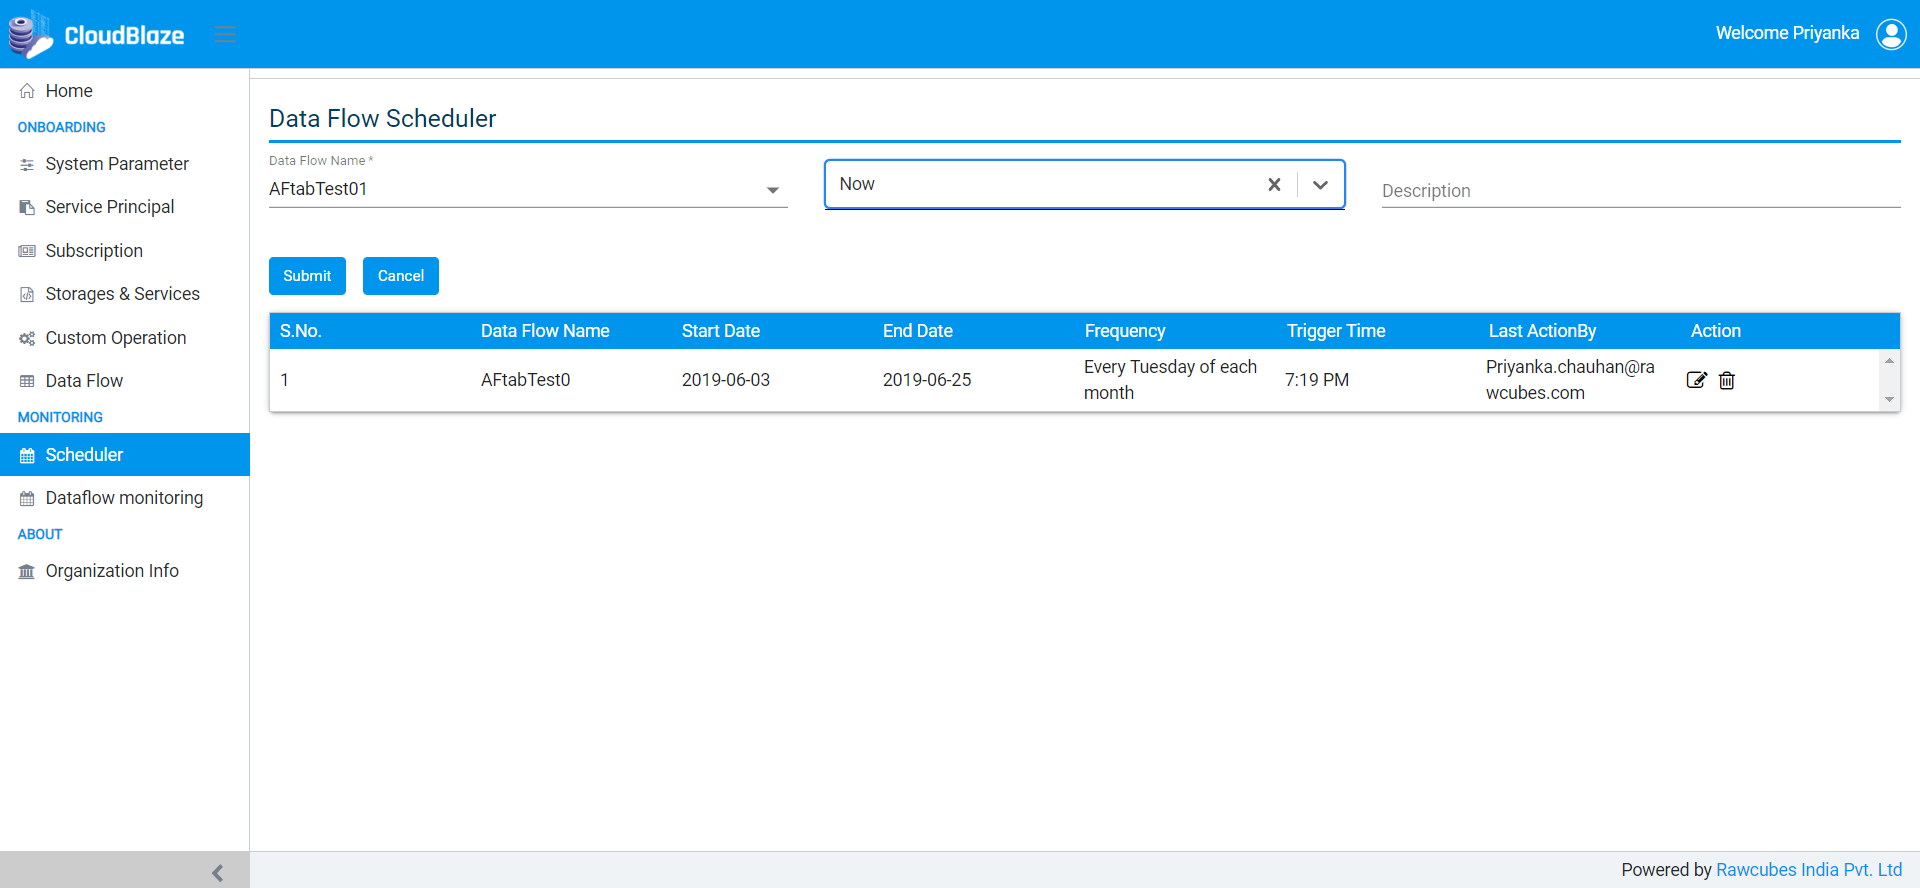 CloudBlaze
Welcome Priyanka
Home
ONBOARDING
System Parameter
Service Principal
Subscription
Storages & Services
Custom Operation
Data Flow
MONITORING
Scheduler
Dataflow monitoring
ABOUT
Organization Info
Data Flow Scheduler
Data Flow Name *
AFtabTest01
Now
Description
Submit Cancel
S.No. Data Flow Name Start Date End Date Frequency Trigger Time Last ActionBy Action
1 AFtabTest0 2019-06-03 2019-06-25 Every Tuesday of each 7:19 PM Priyanka.chauhan@ra
month wcubes.com
Powered by Rawcubes India Pvt. Ltd